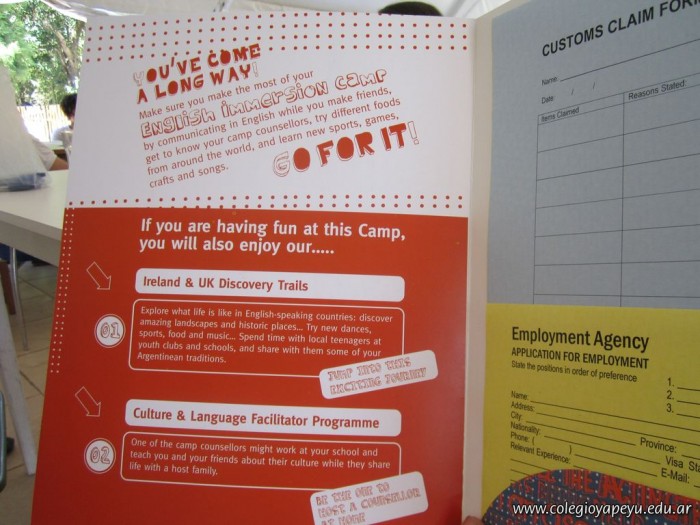 YOU'VE COME
A LONG WAY!
Make sure you make the most of your
ENGLISH IMMERSION CAMP
by communicating in English while you make friends,
get to know your camp counsellors, try different foods
from around the world, and learn new sports, games,
crafts and songs.
GO FOR IT!
If you are having fun at this Camp,
you will also enjoy our.....
Ireland & UK Discovery Trails
01
Explore what life is like in English-speaking countries: discover
amazing landscapes and historic places... Try new dances,
sports, food and music... Spend time with local teenagers at
youth clubs and schools, and share with them some of your
Argentinean traditions.
JUMP INTO THIS
EXCITING JOURNEY
Culture & Language Facilitator Programme
02
One of the camp counsellors might work at your school and
teach you and your friends about their culture while they share
life with a host family.
BE THE ONE TO
HOST A COUNSELLOR
AT HOME
CUSTOMS CLAIM FORM
Name:
Date / /
Items Claimed
Reasons Stated
Employment Agency
APPLICATION FOR EMPLOYMENT
State the positions in order of preference
1.
2.
3.
Name:
Address:
City:
Nationality:
Province:
Phone: ( )
Visa Sta
Relevant Experience:
E-Mail:
www.colegioyapeyu.edu.ar